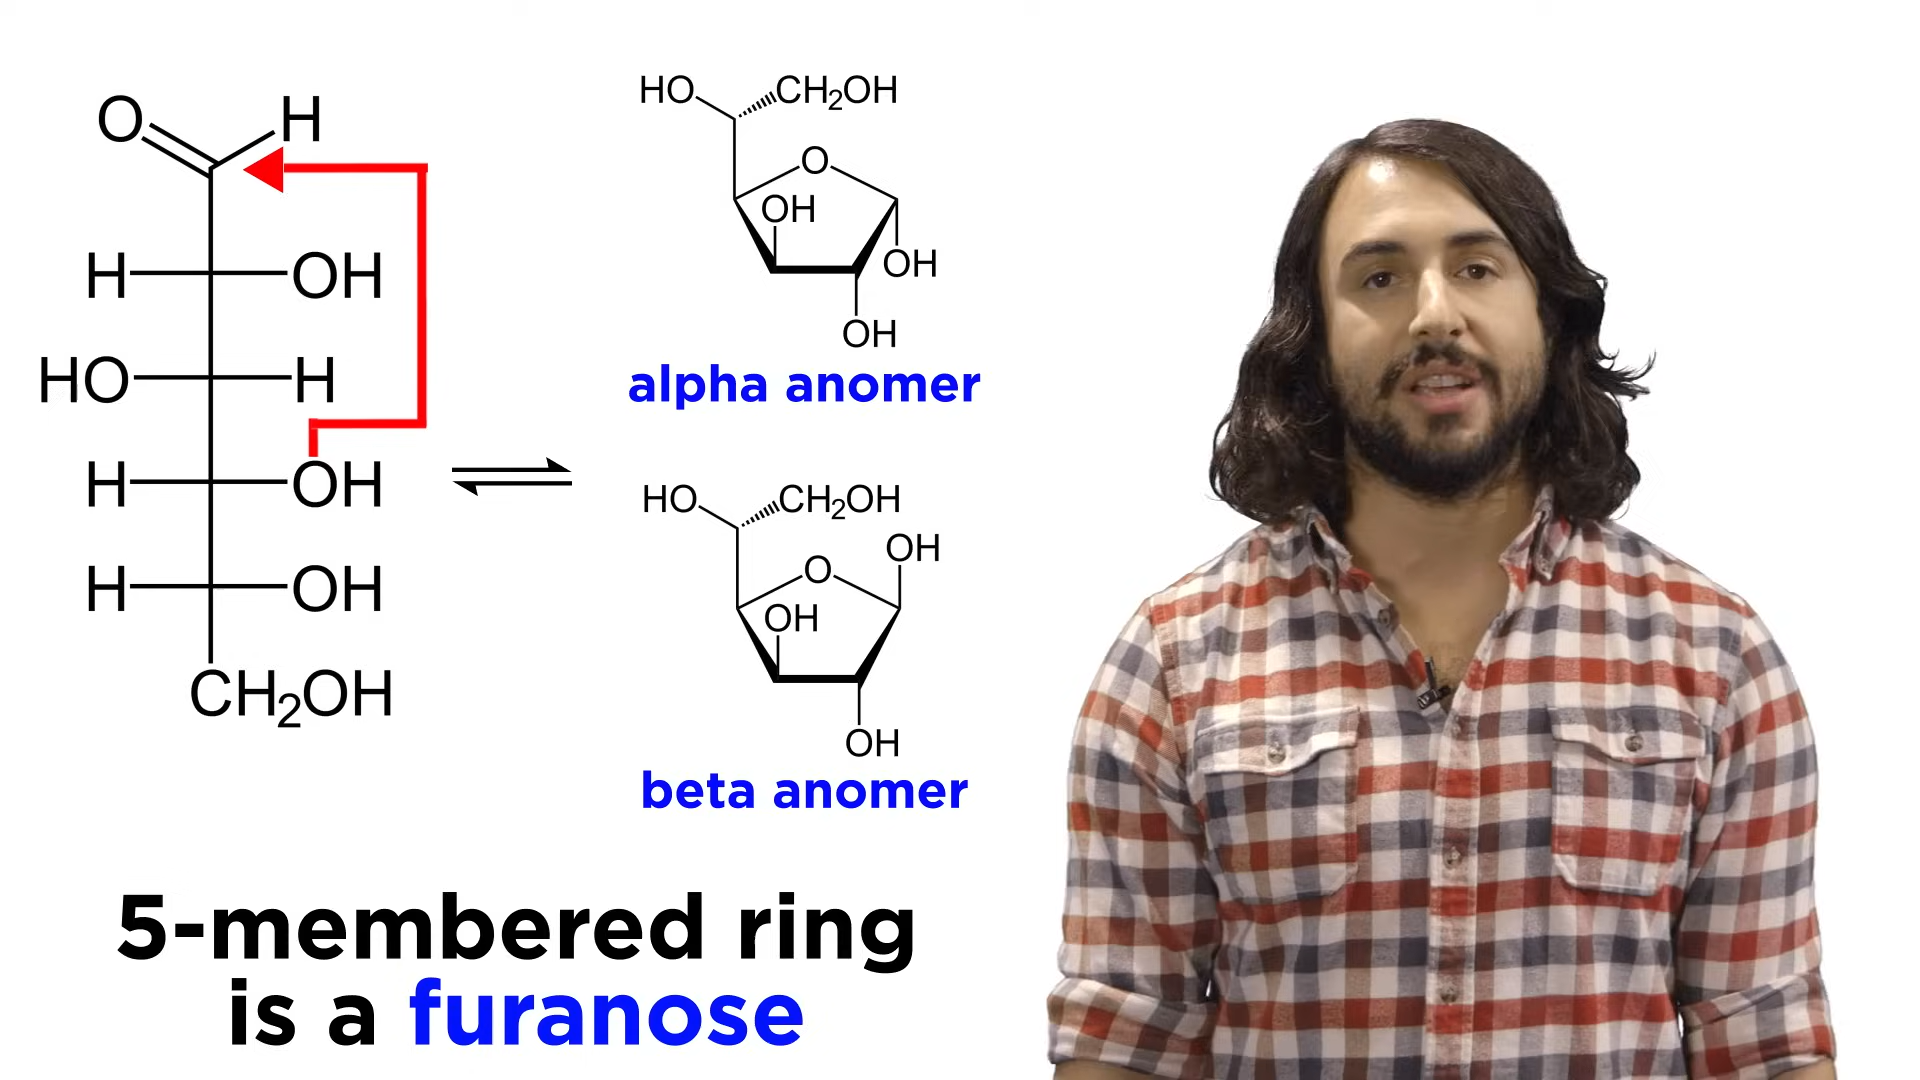 O H
H OH
HO H
H OH
H OH
CH₂OH
HO CH₂OH
O
OH
OH
OH
alpha anomer
HO CH₂OH
OH
O
OH
OH
beta anomer
5-membered ring
is a furanose